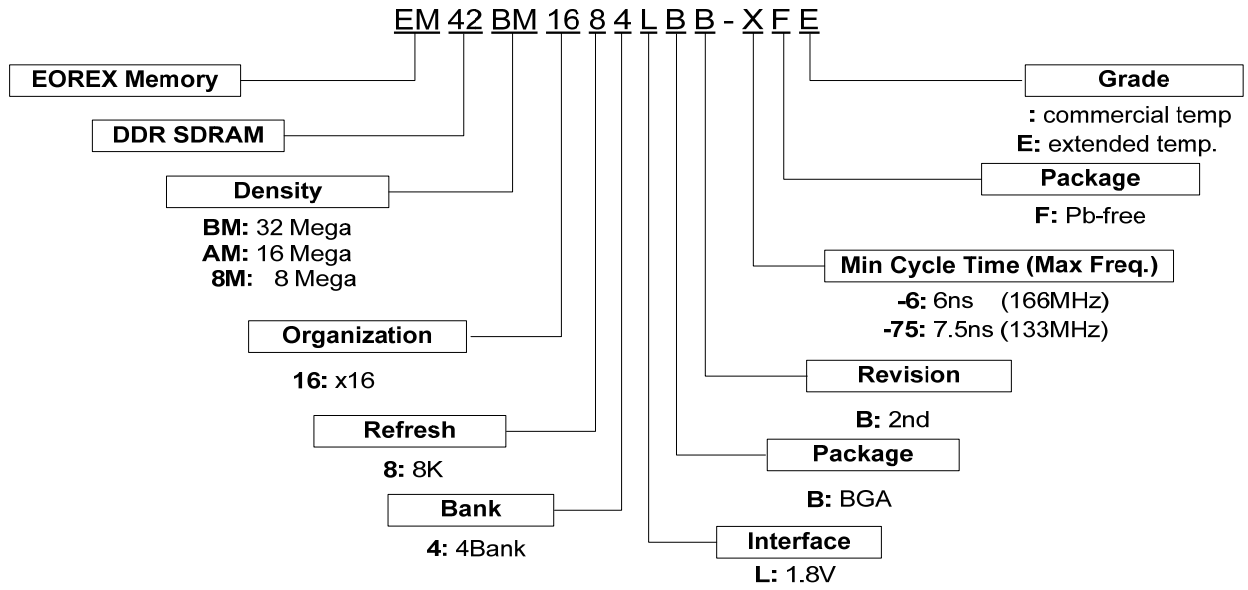 EM 42 BM 16 8 4 L B B - X F E
EOREX Memory
DDR SDRAM
Density
BM: 32 Mega
AM: 16 Mega
8M: 8 Mega
Organization
16: x16
Refresh
8: 8K
Bank
4: 4Bank
Grade
: commercial temp
E: extended temp.
Package
F: Pb-free
Min Cycle Time (Max Freq.)
-6: 6ns (166MHz)
-75: 7.5ns (133MHz)
Revision
B: 2nd
Package
B: BGA
Interface
L: 1.8V